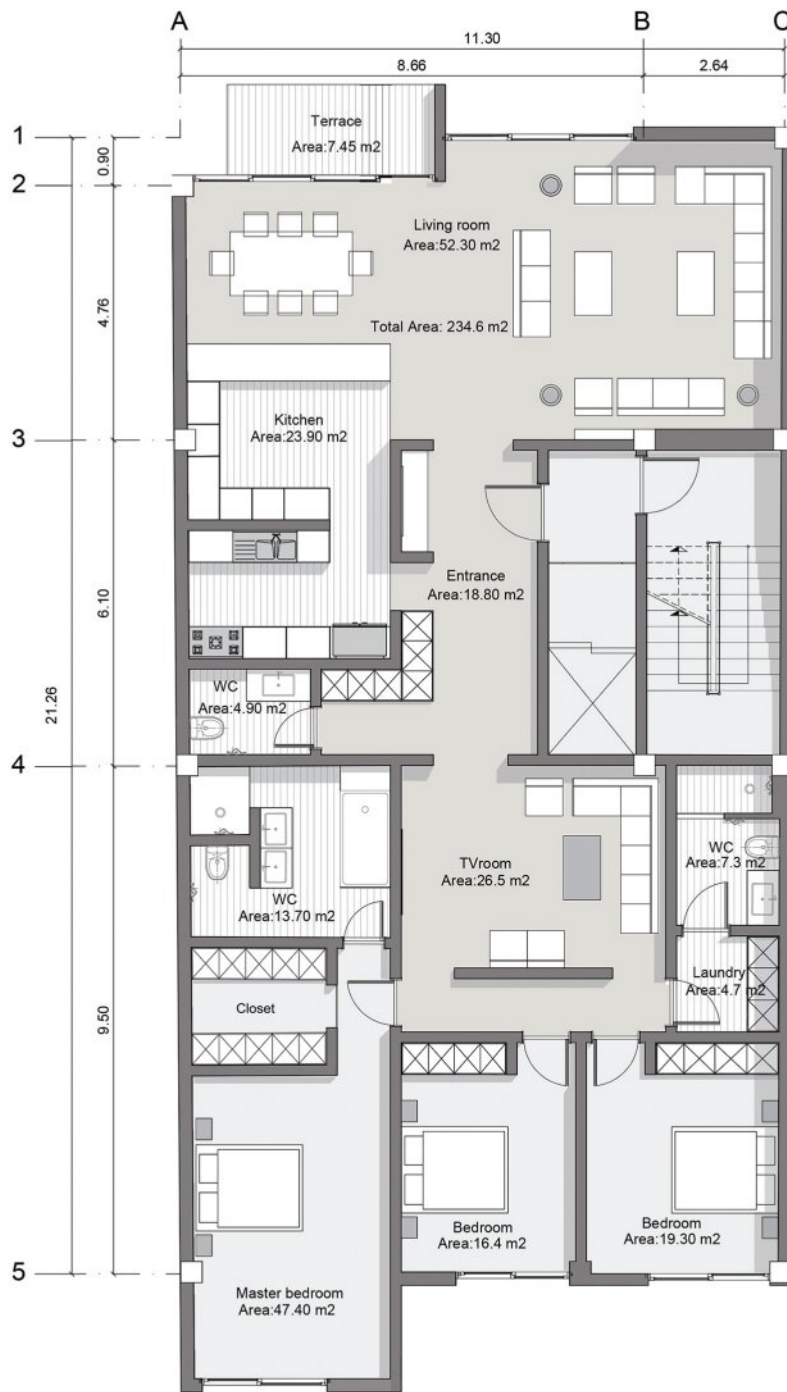 A
B
C
11.30
8.66
2.64
1
0.90
2
Terrace
Area:7.45 m2
Living room
Area:52.30 m2
4.76
Total Area: 234.6 m2
3
Kitchen
Area:23.90 m2
6.10
Entrance
Area:18.80 m2
21.26
WC
Area:4.90 m2
4
TVroom
Area:26.5 m2
WC
Area:7.3 m2
WC
Area:13.70 m2
9.50
Closet
Laundry
Area:4.7 m2
Bedroom
Area:16.4 m2
Bedroom
Area:19.30 m2
5
Master bedroom
Area:47.40 m2